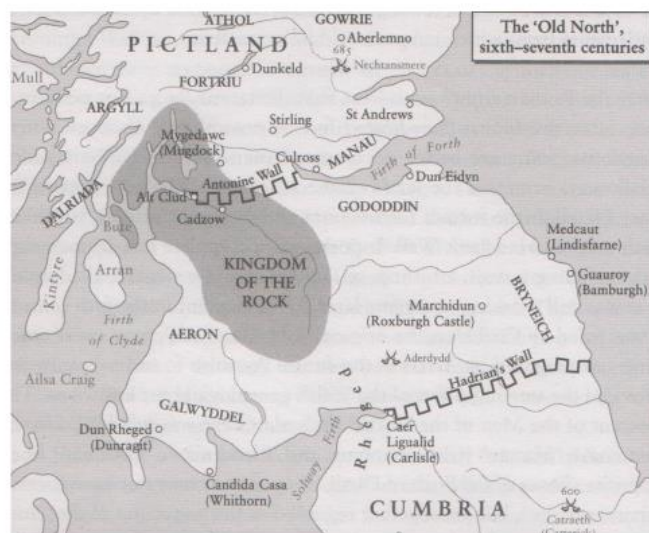 The 'Old North',
sixth–seventh centuries
ATHOL
GOWRIE
Aberlemno
685
Nechtansmere
PICTLAND
Mull
Dunkeld
FORTRIU
ARGYLL
St Andrews
Stirling
Mygedawc
(Mugdock)
Culross
MANAU
Firth of Forth
Antonine Wall
Dun Eidyn
Alt Clud
DALRIADA
Cadzow
GODODDIN
Bute
Medcaut
(Lindisfarne)
Arran
KINGDOM
OF THE
ROCK
Guauroy
(Bamburgh)
Kintyre
BRYNEICH
Marchidun
(Roxburgh Castle)
Firth
of Clyde
AERON
Aderdydd
Hadrian's Wall
Ailsa Craig
GALWYDDEL
Rheged
Dun Rheged
(Dunragit)
Caer
Ligualid
(Carlisle)
Solway Firth
Candida Casa
(Whithorn)
CUMBRIA
600
Catraeth